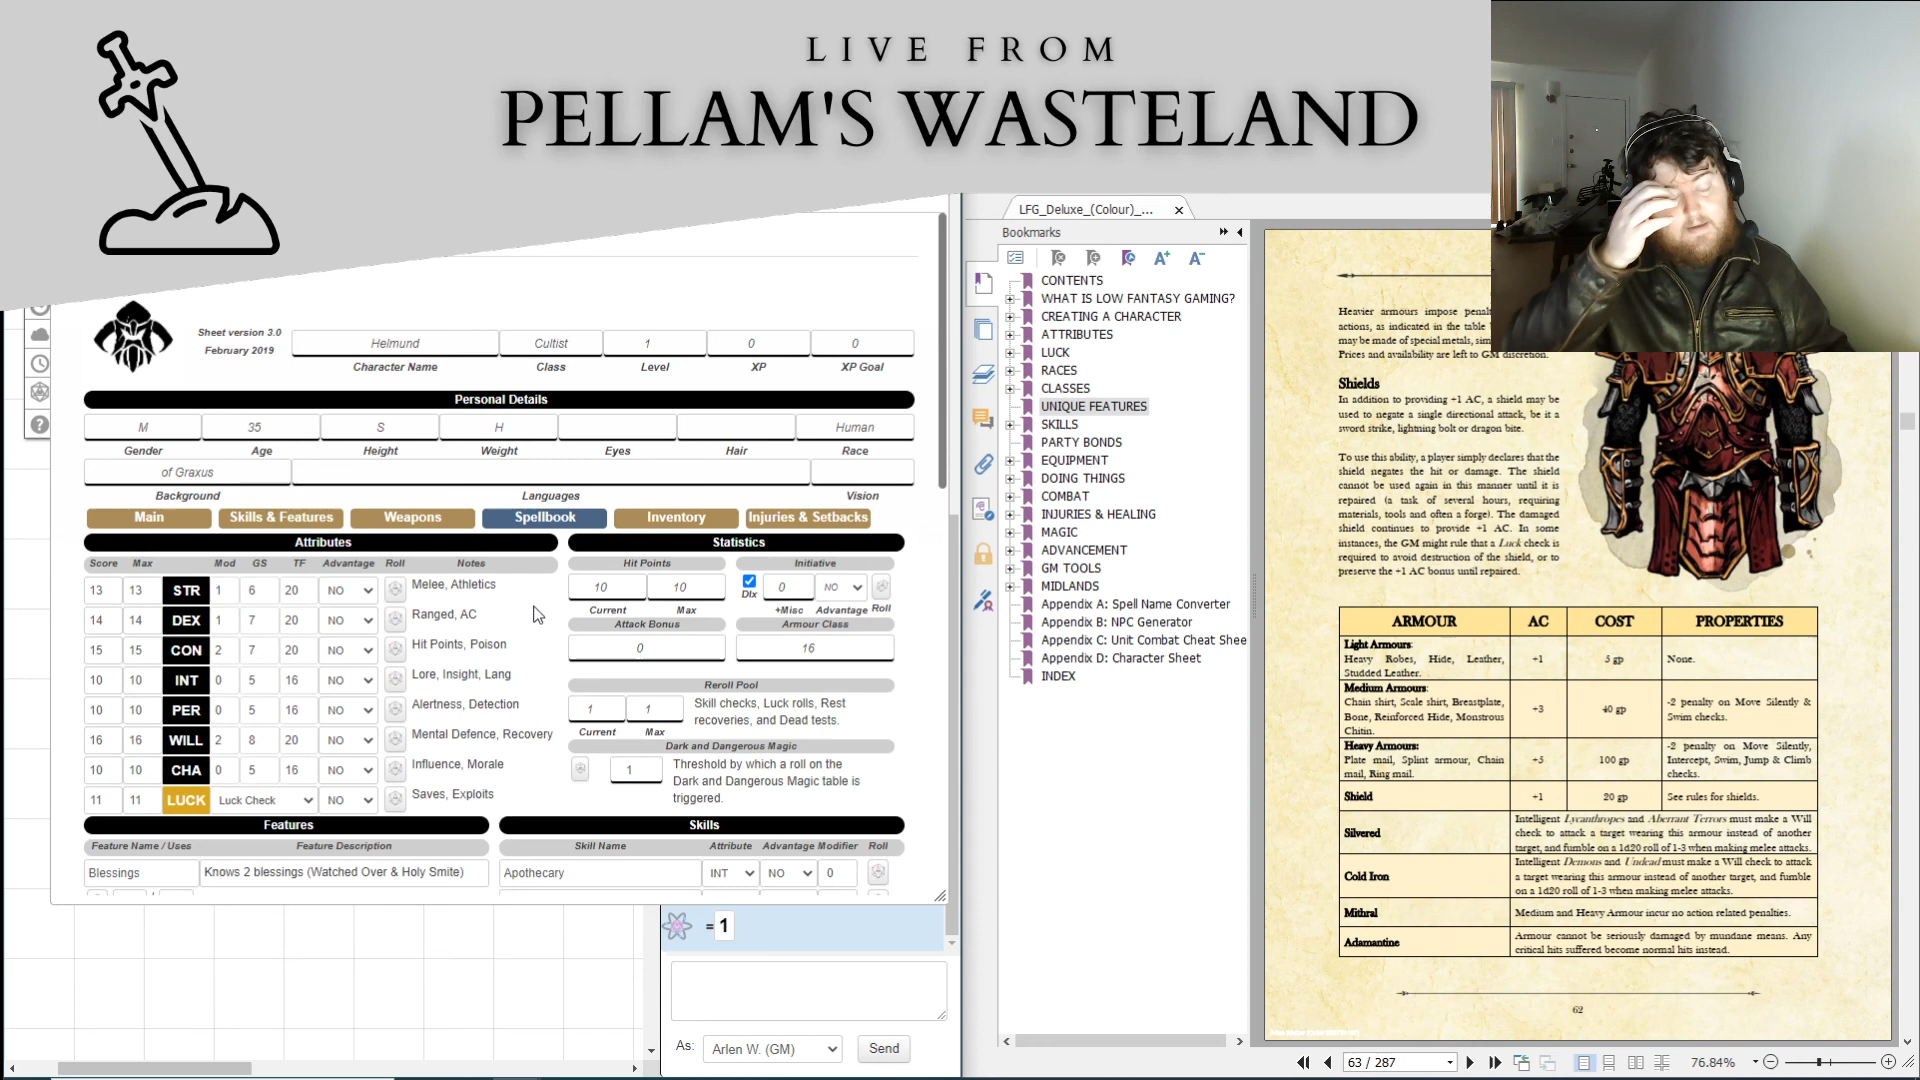 LIVE FROM
PELLAM'S WASTELAND
Sheet version 3.0
February 2019
Helmund
Cultist
1
0
0
Character Name
Class
Level
XP
XP Goal
Personal Details
M
35
S
H
Human
Gender
Age
Height
Weight
Eyes
Hair
Race
of Graxus
Background
Languages
Vision
Main
Skills & Features
Weapons
Spellbook
Inventory
Injuries & Setbacks
Attributes
Score Max Mod GS TF Advantage Roll Notes
13 13 STR 1 6 20 NO Melee, Athletics
14 14 DEX 1 7 20 NO Ranged, AC
15 15 CON 2 7 20 NO Hit Points, Poison
10 10 INT 0 5 16 NO Lore, Insight, Lang
10 10 PER 0 5 16 NO Alertness, Detection
16 16 WILL 2 8 20 NO Mental Defence, Recovery
10 10 CHA 0 5 16 NO Influence, Morale
11 11 LUCK Luck Check NO Saves, Exploits
Statistics
Hit Points
Initiative
10 10
0 NO
Current Max
DIx +Misc Advantage Roll
Attack Bonus
Armour Class
0
16
Reroll Pool
1 1
Skill checks, Luck rolls, Rest
recoveries, and Dead tests.
Current Max
Dark and Dangerous Magic
1
Threshold by which a roll on the
Dark and Dangerous Magic table is
triggered.
Features
Feature Name / Uses Feature Description
Blessings Knows 2 blessings (Watched Over & Holy Smite)
Skills
Skill Name Attribute Advantage Modifier Roll
Apothecary INT NO 0
=1
As: Arlen W. (GM) Send
LFG_Deluxe_(Colour)_...
Bookmarks
A+
A-
CONTENTS
WHAT IS LOW FANTASY GAMING?
CREATING A CHARACTER
ATTRIBUTES
LUCK
RACES
CLASSES
UNIQUE FEATURES
SKILLS
PARTY BONDS
EQUIPMENT
DOING THINGS
COMBAT
INJURIES & HEALING
MAGIC
ADVANCEMENT
GM TOOLS
MIDLANDS
Appendix A: Spell Name Converter
Appendix B: NPC Generator
Appendix C: Unit Combat Cheat Shee
Appendix D: Character Sheet
INDEX
Heavier armours impose penal
actions, as indicated in the table
may be made of special metals, sim
Prices and availability are left to GM discretion.
Shields
In addition to providing +1 AC, a shield may be
used to negate a single directional attack, be it a
sword strike, lightning bolt or dragon bite.
To use this ability, a player simply declares that the
shield negates the hit or damage. The shield
cannot be used again in this manner until it is
repaired (a task of several hours, requiring
materials, tools and often a forge). The damaged
shield continues to provide +1 AC. In some
instances, the GM might rule that a Luck check is
required to avoid destruction of the shield, or to
preserve the +1 AC bonus until repaired.
ARMOUR AC COST PROPERTIES
Light Armours:
Heavy Robes, Hide, Leather,
Studded Leather.
+1
5 gp
None.
Medium Armours:
Chain shirt, Scale shirt, Breastplate,
Bone, Reinforced Hide, Monstrous
Chitin.
+3
40 gp
-2 penalty on Move Silently &
Swim checks.
Heavy Armours:
Plate mail, Splint armour, Chain
mail, Ring mail.
+5
100 gp
-2 penalty on Move Silently,
Intercept, Swim, Jump & Climb
checks.
Shield
+1
20 gp
See rules for shields.
Silvered
Intelligent Lycanthropes and Aberrant Terrors must make a Will
check to attack a target wearing this armour instead of another
target, and fumble on a 1d20 roll of 1-3 when making melee attacks.
Cold Iron
Intelligent Demons and Undead must make a Will check to attack
a target wearing this armour instead of another target, and fumble
on a 1d20 roll of 1-3 when making melee attacks.
Mithral
Medium and Heavy Armour incur no action related penalties.
Adamantine
Armour cannot be seriously damaged by mundane means. Any
critical hits suffered become normal hits instead.
62
63 / 287
76.84%